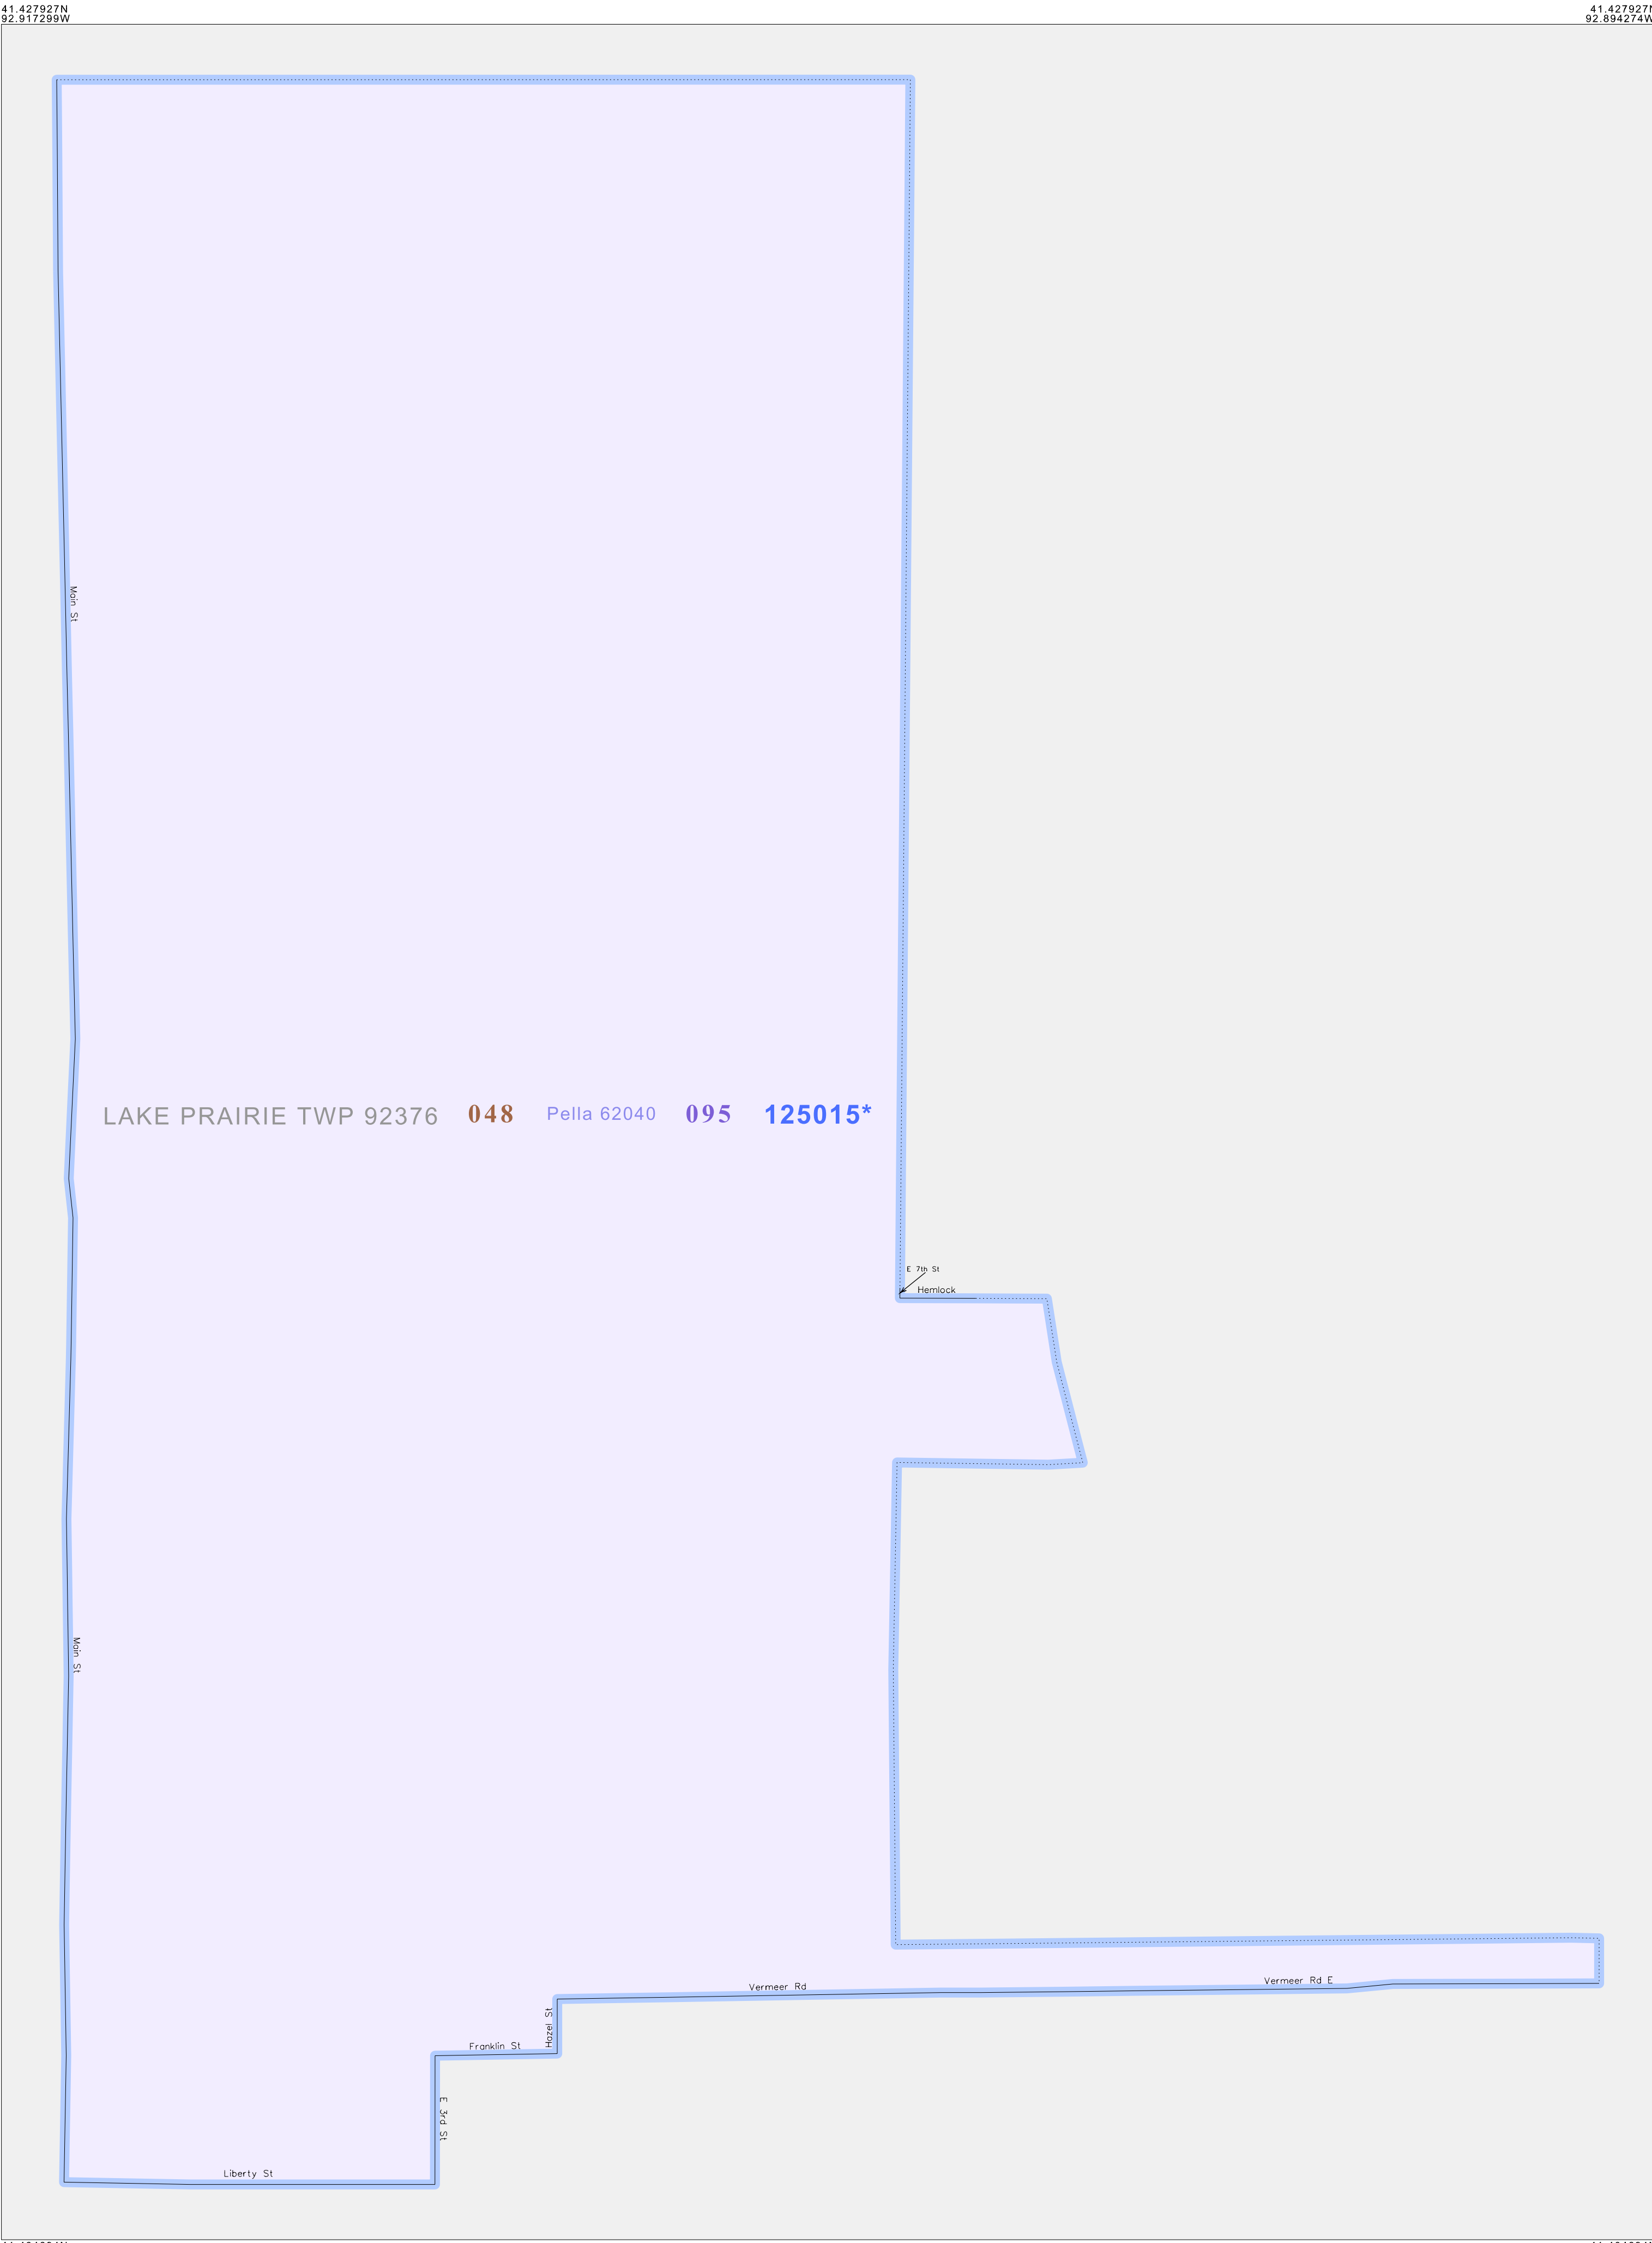 41.427927N
92.917299W
41.427927N
92.894274W
Main St
LAKE PRAIRIE TWP 92376 048 Pella 62040 095 125015*
E 7th St
Hemlock
Main St
Vermeer Rd E
Vermeer Rd
Hazel St
Franklin St
E 3rd St
Liberty St